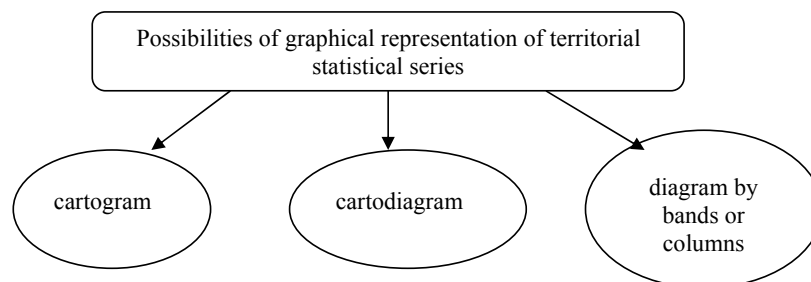 Possibilities of graphical representation of territorial
statistical series
cartogram
cartodiagram
diagram by
bands or
columns